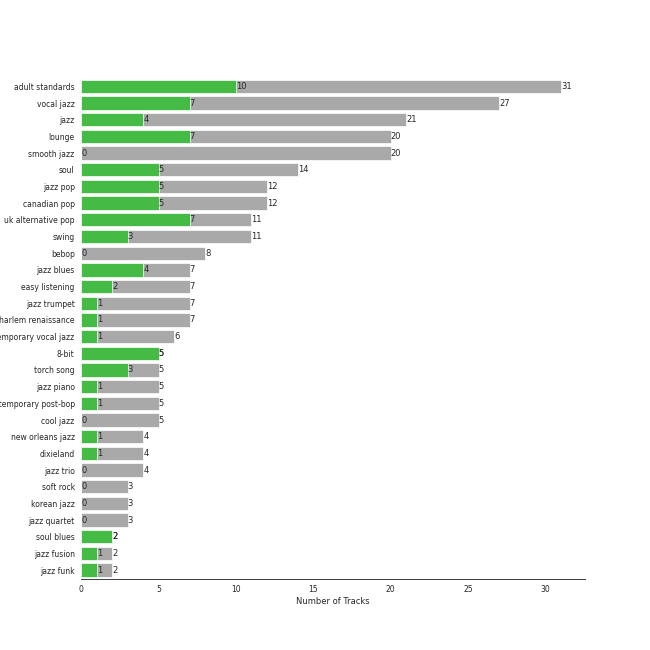 adult standards 10 31
vocal jazz 7 27
jazz 4 21
lounge 7 20
smooth jazz 0 20
soul 5 14
jazz pop 5 12
canadian pop 5 12
uk alternative pop 7 11
swing 3 11
bebop 0 8
jazz blues 4 7
easy listening 2 7
jazz trumpet 1 7
harlem renaissance 1 7
emporary vocal jazz 1 6
8-bit 5 5
torch song 3 5
jazz piano 1 5
temporary post-bop 1 5
cool jazz 0 5
new orleans jazz 1 4
dixieland 1 4
jazz trio 0 4
soft rock 0 3
korean jazz 0 3
jazz quartet 0 3
soul blues 2 2
jazz fusion 1 2
jazz funk 1 2
0 5 10 15 20 25 30
Number of Tracks